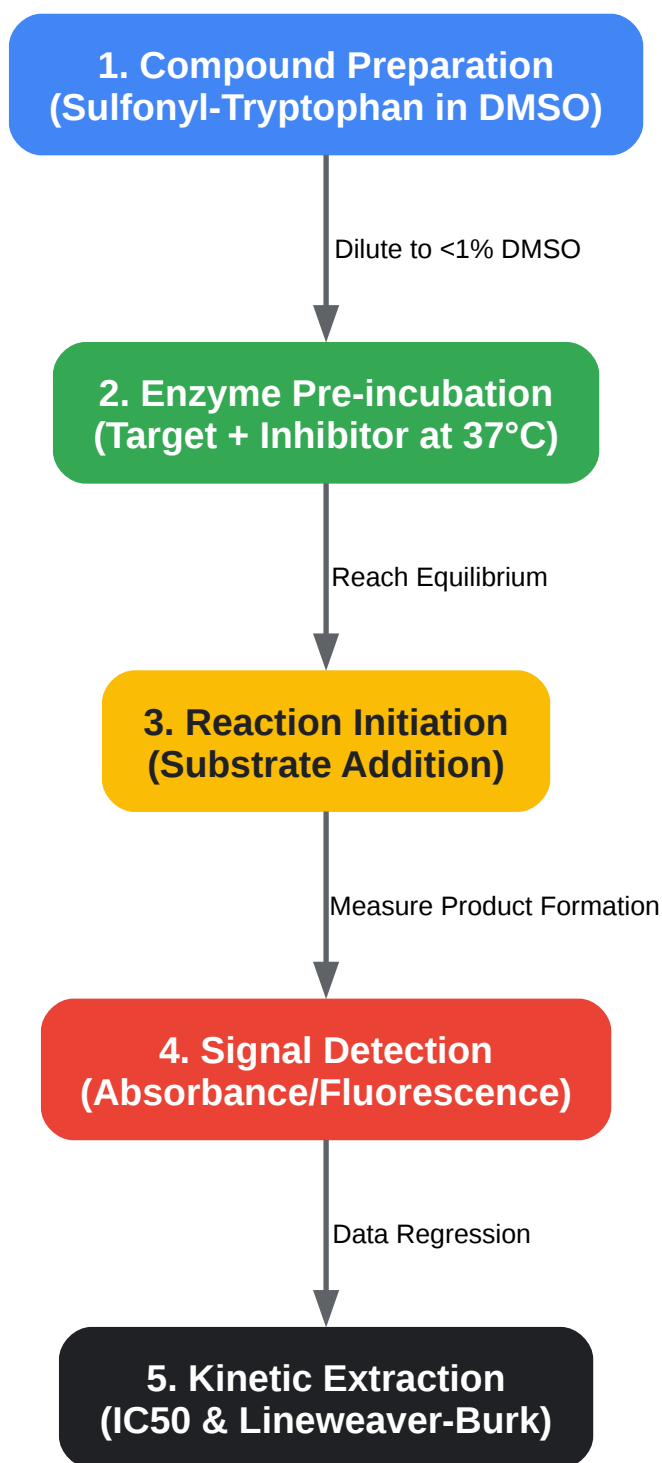 1. Compound Preparation
(Sulfonyl-Tryptophan in DMSO)
Dilute to <1% DMSO
2. Enzyme Pre-incubation
(Target + Inhibitor at 37°C)
Reach Equilibrium
3. Reaction Initiation
(Substrate Addition)
Measure Product Formation
4. Signal Detection
(Absorbance/Fluorescence)
Data Regression
5. Kinetic Extraction
(IC50 & Lineweaver-Burk)